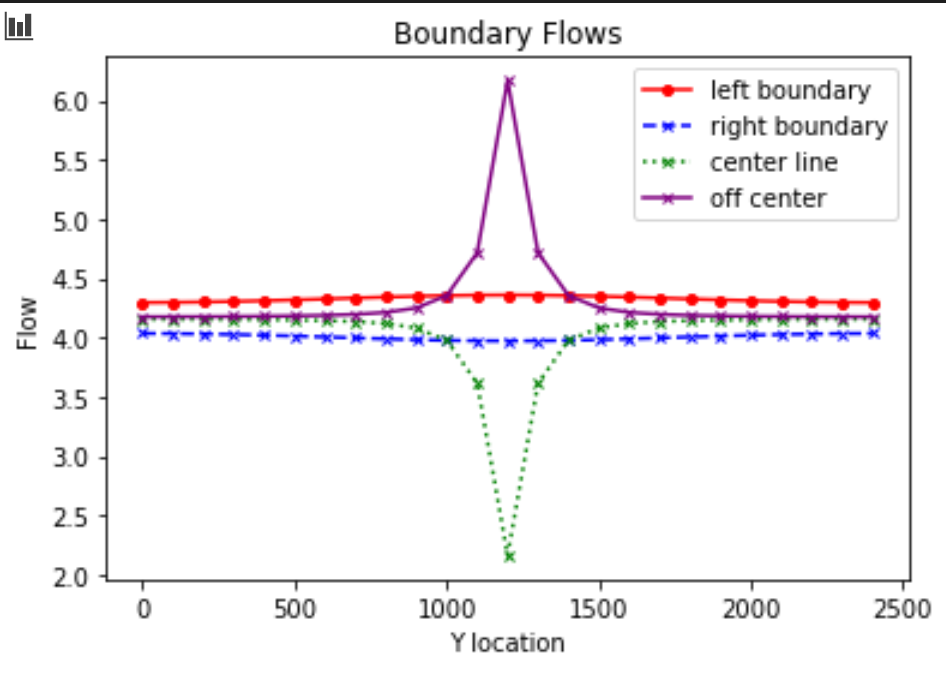 Boundary Flows
left boundary
right boundary
center line
off center
Flow
6.0
5.5
5.0
4.5
4.0
3.5
3.0
2.5
2.0
0 500 1000 1500 2000 2500
Y location